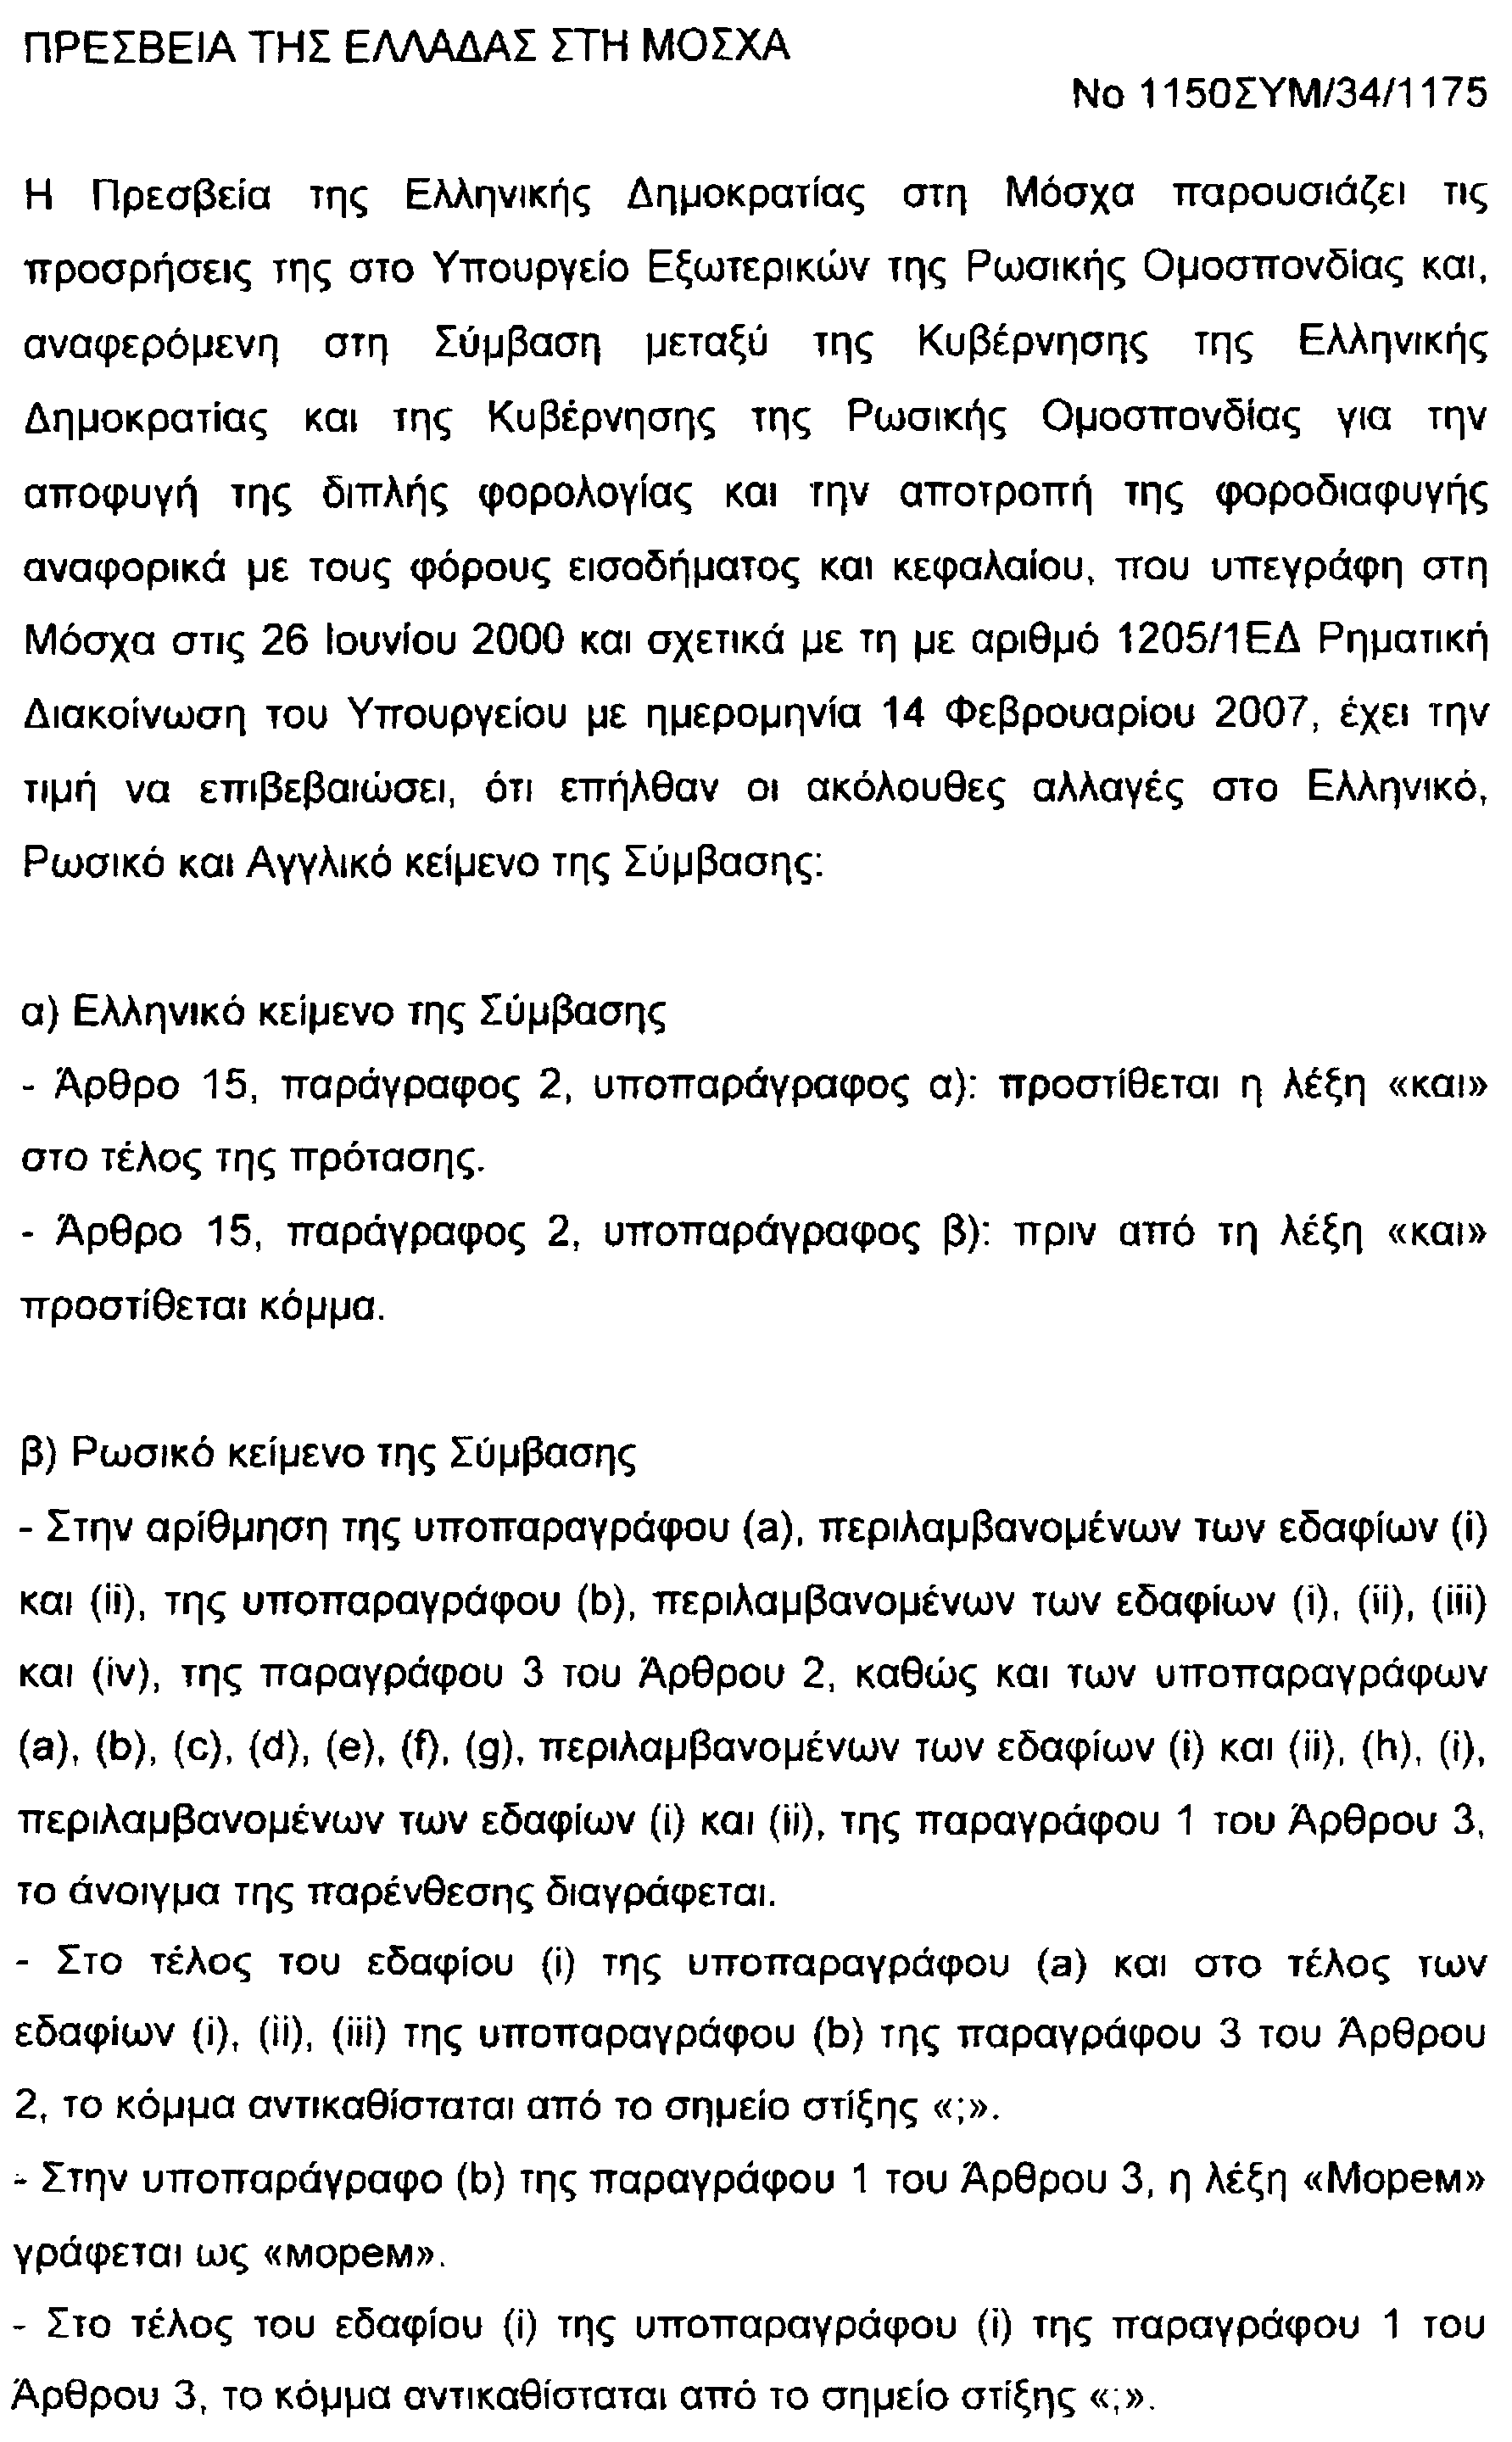 ΠΡΕΣΒΕΙΑ ΤΗΣ ΕΛΛΑΔΑΣ ΣΤΗ ΜΟΣΧΑ
Νο 1150ΣΥΜ/34/1175
Η Πρεσβεία της Ελληνικής Δημοκρατίας στη Μόσχα παρουσιάζει τις
προσρήσεις της στο Υπουργείο Εξωτερικών της Ρωσικής Ομοσπονδίας και,
αναφερόμενη στη Σύμβαση μεταξύ της Κυβέρνησης της Ελληνικής
Δημοκρατίας και της Κυβέρνησης της Ρωσικής Ομοσπονδίας για την
αποφυγή της διπλής φορολογίας και την αποτροπή της φοροδιαφυγής
αναφορικά με τους φόρους εισοδήματος και κεφαλαίου, που υπεγράφη στη
Μόσχα στις 26 Ιουνίου 2000 και σχετικά με τη με αριθμό 1205/1ΕΔ Ρηματική
Διακοίνωση του Υπουργείου με ημερομηνία 14 Φεβρουαρίου 2007, έχει την
τιμή να επιβεβαιώσει, ότι επήλθαν οι ακόλουθες αλλαγές στο Ελληνικό,
Ρωσικό και Αγγλικό κείμενο της Σύμβασης:
α) Ελληνικό κείμενο της Σύμβασης
- Άρθρο 15, παράγραφος 2, υποπαράγραφος α): προστίθεται η λέξη «και»
στο τέλος της πρότασης.
- Άρθρο 15, παράγραφος 2, υποπαράγραφος β): πριν από τη λέξη «και»
προστίθεται κόμμα.
β) Ρωσικό κείμενο της Σύμβασης
- Στην αρίθμηση της υποπαραγράφου (a), περιλαμβανομένων των εδαφίων (i)
και (ii), της υποπαραγράφου (b), περιλαμβανομένων των εδαφίων (i), (ii), (iii)
και (iv), της παραγράφου 3 του Άρθρου 2, καθώς και των υποπαραγράφων
(a), (b), (c), (d), (e), (f), (g), περιλαμβανομένων των εδαφίων (i) και (ii), (h), (i),
περιλαμβανομένων των εδαφίων (i) και (ii), της παραγράφου 1 του Άρθρου 3,
το άνοιγμα της παρένθεσης διαγράφεται.
- Στο τέλος του εδαφίου (i) της υποπαραγράφου (a) και στο τέλος των
εδαφίων (i), (ii), (iii) της υποπαραγράφου (b) της παραγράφου 3 του Άρθρου
2, το κόμμα αντικαθίσταται από το σημείο στίξης «;».
- Στην υποπαράγραφο (b) της παραγράφου 1 του Άρθρου 3, η λέξη «Морем»
γράφεται ως «морем».
- Στο τέλος του εδαφίου (i) της υποπαραγράφου (i) της παραγράφου 1 του
Άρθρου 3, το κόμμα αντικαθίσταται από το σημείο στίξης «;».